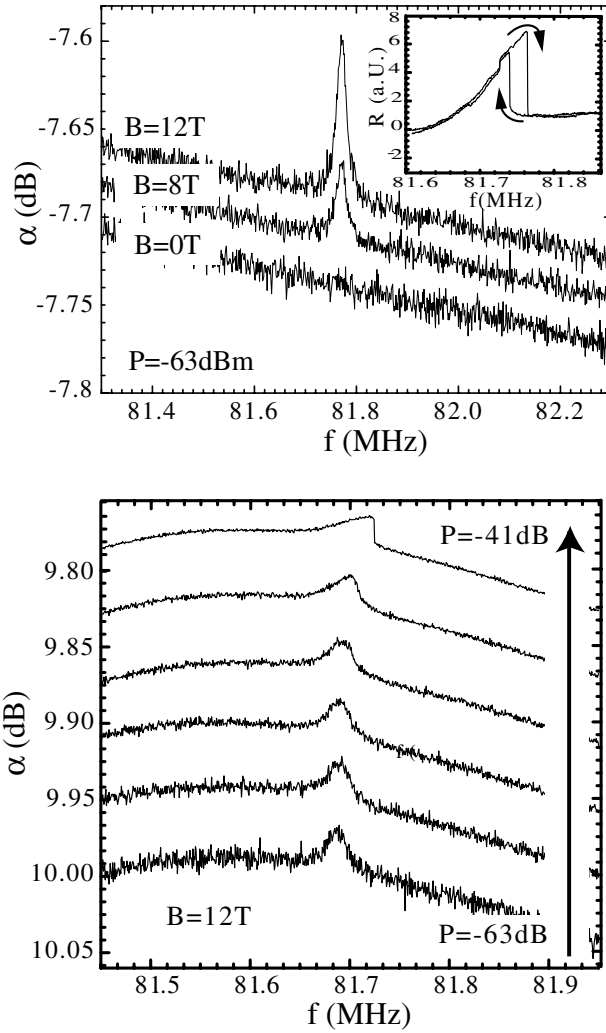 -7.6
-7.65
-7.7
-7.75
-7.8
α (dB)
B=12T
B=8T
B=0T
P=-63dBm
81.4
81.6
81.8
82.0
82.2
f (MHz)
8
6
4
2
0
-2
R (a.U.)
81.6
81.7
81.8
f(MHz)
P=-41dB
9.80
9.85
9.90
9.95
10.00
10.05
α (dB)
B=12T
P=-63dB
81.5
81.6
81.7
81.8
81.9
f (MHz)